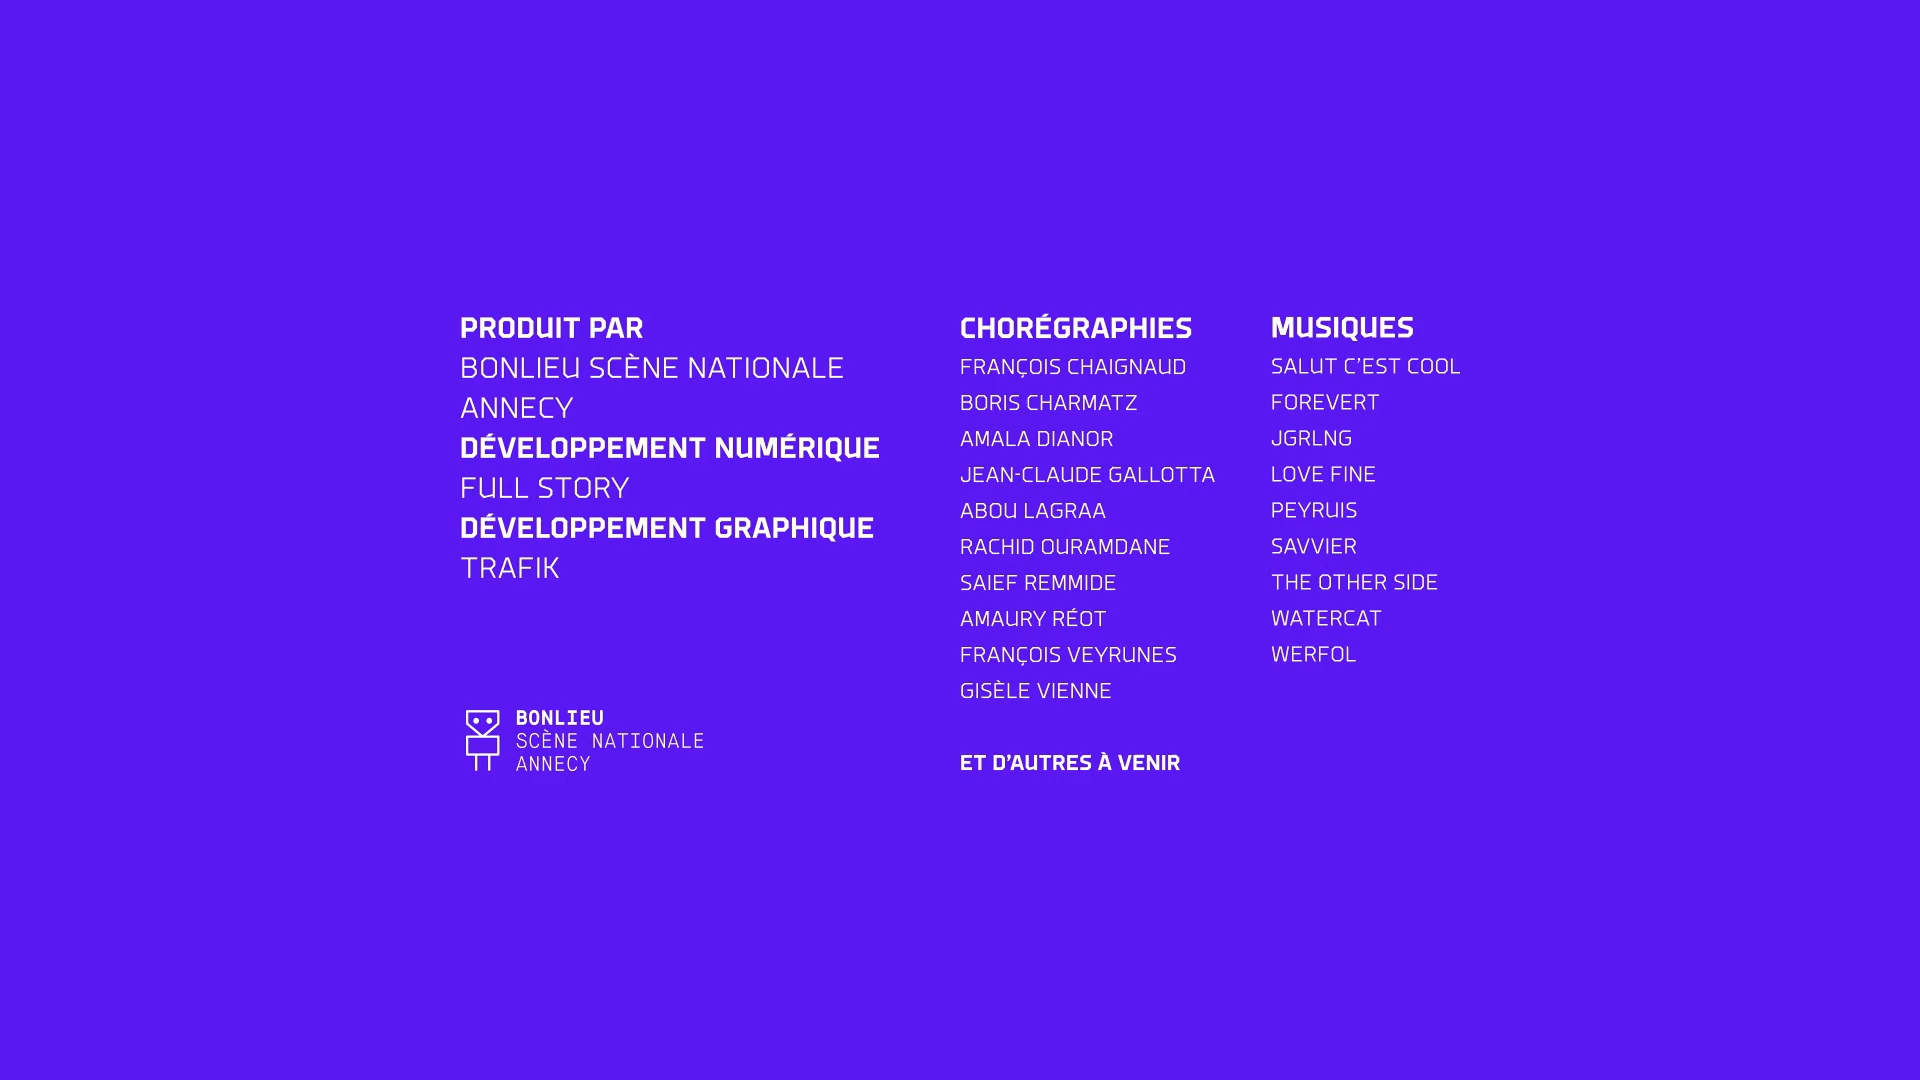 PRODUIT PAR
BONLIEU SCÈNE NATIONALE
ANNECY
DÉVELOPPEMENT NUMÉRIQUE
FULL STORY
DÉVELOPPEMENT GRAPHIQUE
TRAFIK
BONLIEU
SCÈNE NATIONALE
ANNECY
CHORÉGRAPHIES
FRANÇOIS CHAIGNAUD
BORIS CHARMATZ
AMALA DIANOR
JEAN-CLAUDE GALLOTTA
ABOU LAGRAA
RACHID OURAMDANE
SAIEF REMMIDE
AMAURY RÉOT
FRANÇOIS VEYRUNES
GISÈLE VIENNE
ET D’AUTRES À VENIR
MUSIQUES
SALUT C’EST COOL
FOREVERT
JGRLNG
LOVE FINE
PEYRUIS
SAVVIER
THE OTHER SIDE
WATERCAT
WERFOL